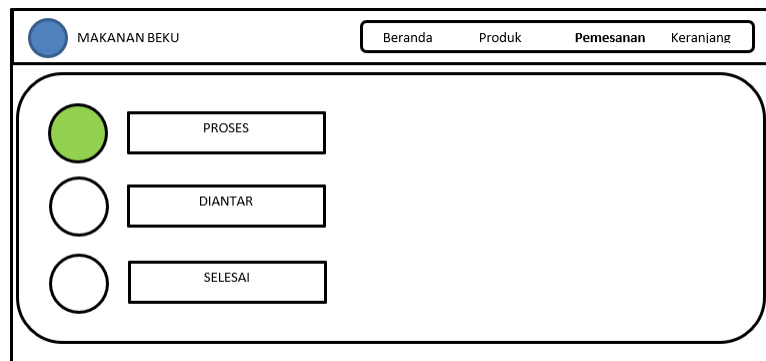 MAKANAN BEKU
Beranda Produk Pemesanan Keranjang
PROSES
DIANTAR
SELESAI